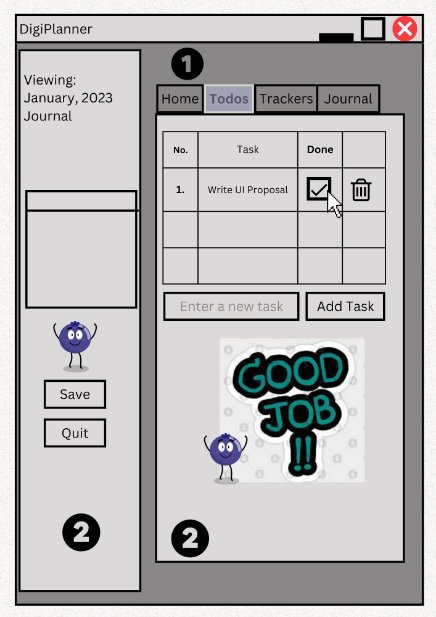 DigiPlanner
Viewing:
January, 2023
Journal
Save
Quit
2
1
Home Todos Trackers Journal
No. Task Done
1. Write UI Proposal
Enter a new task Add Task
GOOD
JOB
!!
2